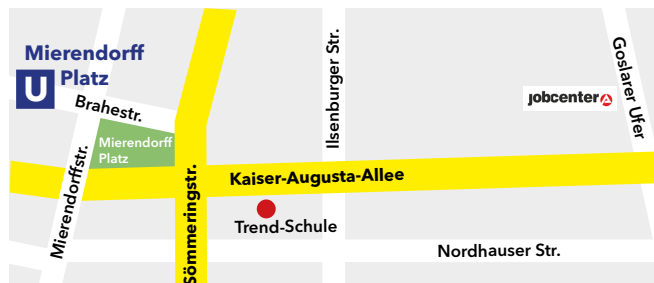 Mierendorff
Platz
U
Brahestr.
Mierendorff
Platz
Mierendorffstr.
Sömmeringstr.
Ilsenburger Str.
Goslarer Ufer
jobcenter
Kaiser-Augusta-Allee
Trend-Schule
Nordhauser Str.